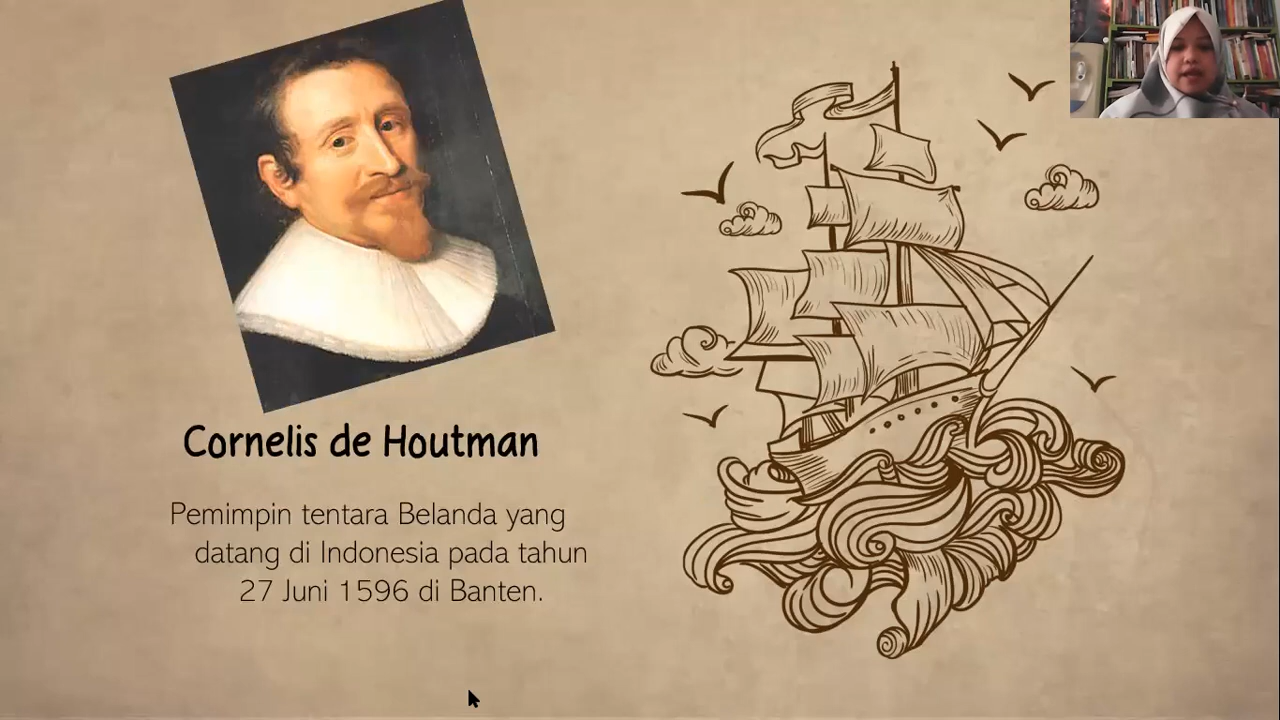 Cornelis de Houtman
Pemimpin tentara Belanda yang
datang di Indonesia pada tahun
27 Juni 1596 di Banten.